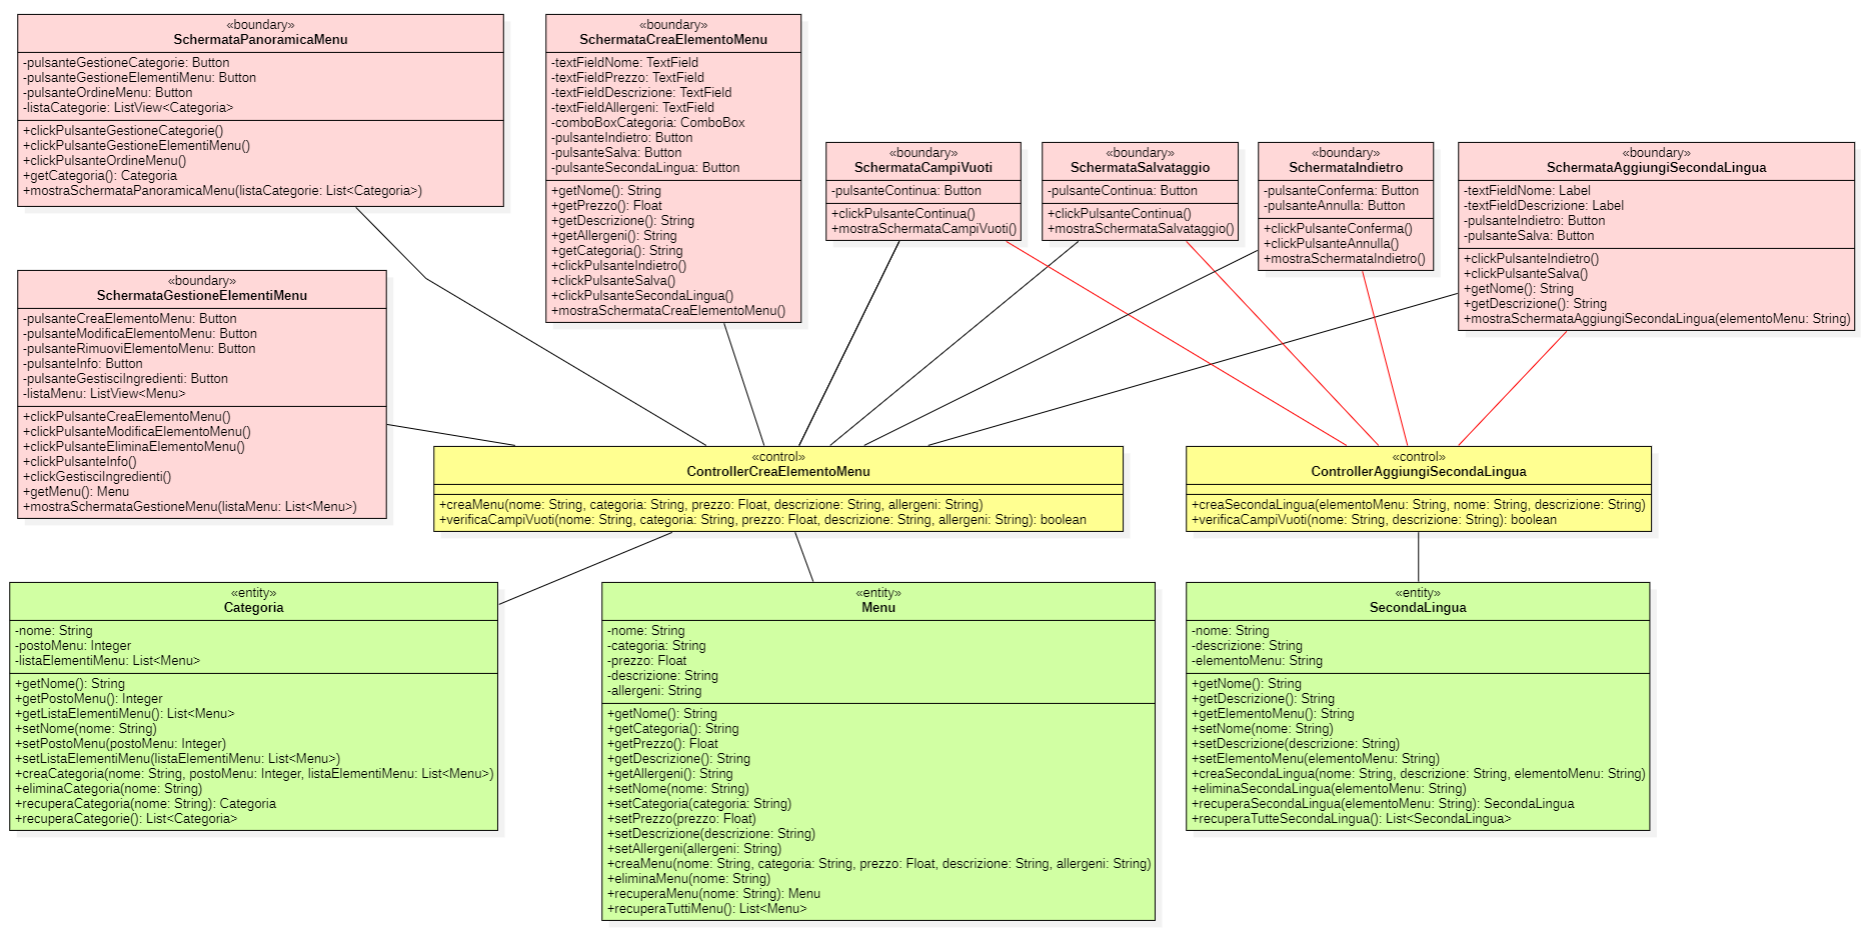 «boundary»
SchermataPanoramicaMenu
-pulsanteGestioneCategorie: Button
-pulsanteGestioneElementiMenu: Button
-pulsanteOrdineMenu: Button
-listaCategorie: ListView<Categoria>
+clickPulsanteGestioneCategorie()
+clickPulsanteGestioneElementiMenu()
+clickPulsanteOrdineMenu()
+getCategoria(): Categoria
+mostraSchermataPanoramicaMenu(listaCategorie: List<Categoria>)
«boundary»
SchermataCreaElementoMenu
-textFieldNome: TextField
-textFieldPrezzo: TextField
-textFieldDescrizione: TextField
-textFieldAllergeni: TextField
-comboBoxCategoria: ComboBox
-pulsanteIndietro: Button
-pulsanteSalva: Button
-pulsanteSecondaLingua: Button
+getNome(): String
+getPrezzo(): Float
+getDescrizione(): String
+getAllergeni(): String
+getCategoria(): String
+clickPulsanteIndietro()
+clickPulsanteSalva()
+clickPulsanteSecondaLingua()
+mostraSchermataCreaElementoMenu()
«boundary»
SchermataCampiVuoti
-pulsanteContinua: Button
+clickPulsanteContinua()
+mostraSchermataCampiVuoti()
«boundary»
SchermataSalvataggio
-pulsanteContinua: Button
+clickPulsanteContinua()
+mostraSchermataSalvataggio()
«boundary»
SchermataIndietro
-pulsanteConferma: Button
-pulsanteAnnulla: Button
+clickPulsanteConferma()
+clickPulsanteAnnulla()
+mostraSchermataIndietro()
«boundary»
SchermataAggiungiSecondaLingua
-textFieldNome: Label
-textFieldDescrizione: Label
-pulsanteIndietro: Button
-pulsanteSalva: Button
+clickPulsanteIndietro()
+clickPulsanteSalva()
+getNome(): String
+getDescrizione(): String
+mostraSchermataAggiungiSecondaLingua(elementoMenu: String)
«boundary»
SchermataGestioneElementiMenu
-pulsanteCreaElementoMenu: Button
-pulsanteModificaElementoMenu: Button
-pulsanteRimuoviElementoMenu: Button
-pulsanteInfo: Button
-pulsanteGestisciIngredienti: Button
-listaMenu: ListView<Menu>
+clickPulsanteCreaElementoMenu()
+clickPulsanteModificaElementoMenu()
+clickPulsanteEliminaElementoMenu()
+clickPulsanteInfo()
+clickGestisciIngredienti()
+getMenu(): Menu
+mostraSchermataGestioneMenu(listaMenu: List<Menu>)
«control»
ControllerCreaElementoMenu
+creaMenu(nome: String, categoria: String, prezzo: Float, descrizione: String, allergeni: String)
+verificaCampiVuoti(nome: String, categoria: String, prezzo: Float, descrizione: String, allergeni: String): boolean
«control»
ControllerAggiungiSecondaLingua
+creaSecondaLingua(elementoMenu: String, nome: String, descrizione: String)
+verificaCampiVuoti(nome: String, descrizione: String): boolean
«entity»
Categoria
-nome: String
-postoMenu: Integer
-listaElementiMenu: List<Menu>
+getNome(): String
+getPostoMenu(): Integer
+getListaElementiMenu(): List<Menu>
+setNome(nome: String)
+setPostoMenu(postoMenu: Integer)
+setListaElementiMenu(listaElementiMenu: List<Menu>)
+creaCategoria(nome: String, postoMenu: Integer, listaElementiMenu: List<Menu>)
+eliminaCategoria(nome: String)
+recuperaCategoria(nome: String): Categoria
+recuperaCategorie(): List<Categoria>
«entity»
Menu
-nome: String
-categoria: String
-prezzo: Float
-descrizione: String
-allergeni: String
+getNome(): String
+getCategoria(): String
+getPrezzo(): Float
+getDescrizione(): String
+getAllergeni(): String
+setNome(nome: String)
+setCategoria(categoria: String)
+setPrezzo(prezzo: Float)
+setDescrizione(descrizione: String)
+setAllergeni(allergeni: String)
+creaMenu(nome: String, categoria: String, prezzo: Float, descrizione: String, allergeni: String)
+eliminaMenu(nome: String)
+recuperaMenu(nome: String): Menu
+recuperaTuttiMenu(): List<Menu>
«entity»
SecondaLingua
-nome: String
-descrizione: String
-elementoMenu: String
+getNome(): String
+getDescrizione(): String
+getElementoMenu(): String
+setNome(nome: String)
+setDescrizione(descrizione: String)
+setElementoMenu(elementoMenu: String)
+creaSecondaLingua(nome: String, descrizione: String, elementoMenu: String)
+eliminaSecondaLingua(elementoMenu: String)
+recuperaSecondaLingua(elementoMenu: String): SecondaLingua
+recuperaTutteSecondaLingua(): List<SecondaLingua>